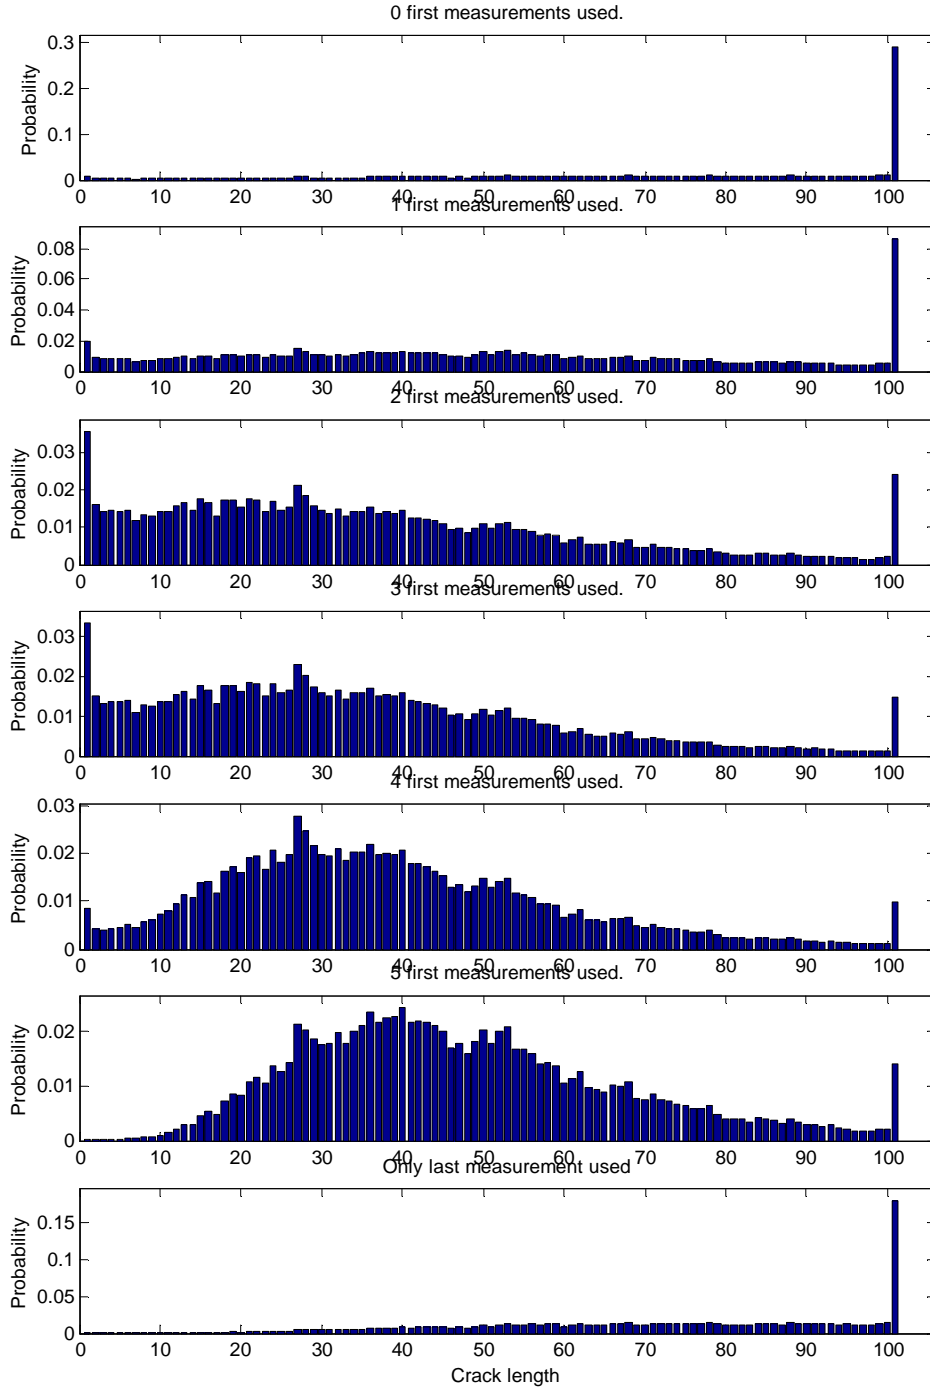 0 first measurements used.
0.3
0.2
0.1
0
Probability
0 10 20 30 40 50 60 70 80 90 100
1 first measurements used.
0.08
0.06
0.04
0.02
0
Probability
0 10 20 30 40 50 60 70 80 90 100
2 first measurements used.
0.03
0.02
0.01
0
Probability
0 10 20 30 40 50 60 70 80 90 100
3 first measurements used.
0.03
0.02
0.01
0
Probability
0 10 20 30 40 50 60 70 80 90 100
4 first measurements used.
0.03
0.02
0.01
0
Probability
0 10 20 30 40 50 60 70 80 90 100
5 first measurements used.
0.02
0.01
0
Probability
0 10 20 30 40 50 60 70 80 90 100
Only last measurement used
0.15
0.1
0.05
0
Probability
0 10 20 30 40 50 60 70 80 90 100
Crack length